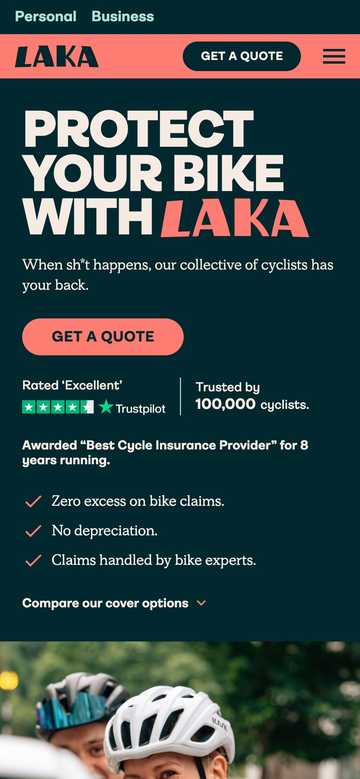 Personal Business
LAKA GET A QUOTE
PROTECT
YOUR BIKE
WITH LAKA
When sh*t happens, our collective of cyclists has
your back.
GET A QUOTE
Rated ‘Excellent’
Trustpilot
Trusted by
100,000 cyclists.
Awarded “Best Cycle Insurance Provider” for 8
years running.
Zero excess on bike claims.
No depreciation.
Claims handled by bike experts.
Compare our cover options